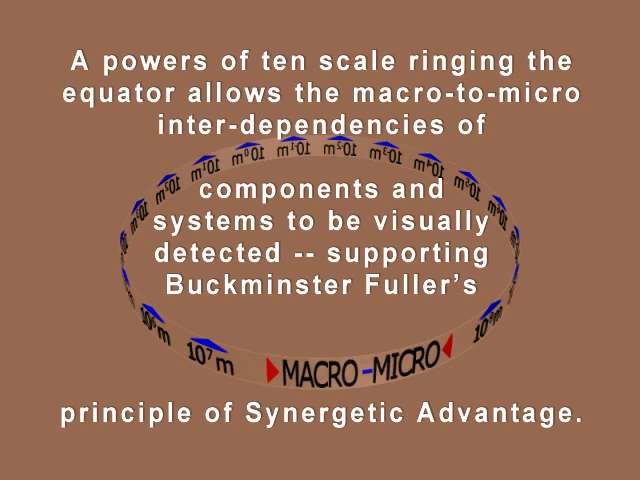 A powers of ten scale ringing the
equator allows the macro-to-micro
inter-dependencies of
components and
systems to be visually
detected -- supporting
Buckminster Fuller’s
10⁷ m
MACRO–MICRO
principle of Synergetic Advantage.